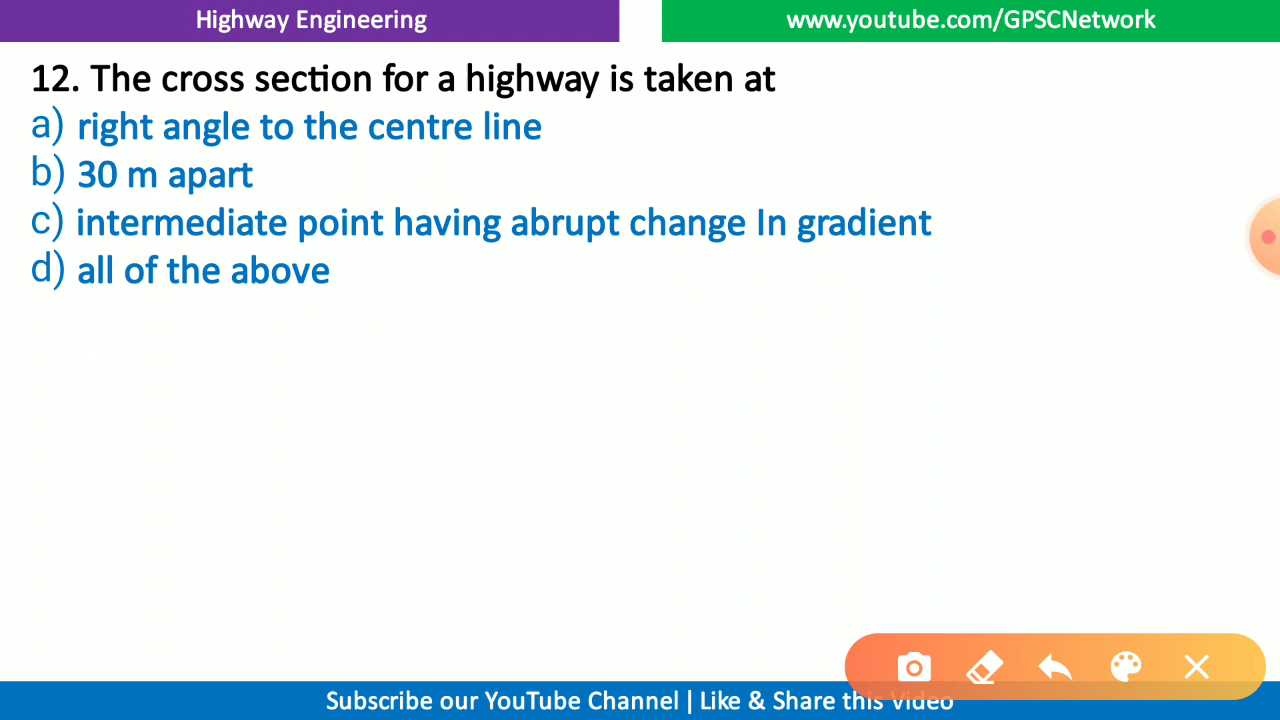 Highway Engineering
www.youtube.com/GPSCNetwork
12. The cross section for a highway is taken at
a) right angle to the centre line
b) 30 m apart
c) intermediate point having abrupt change In gradient
d) all of the above
Subscribe our YouTube Channel | Like & Share this Video